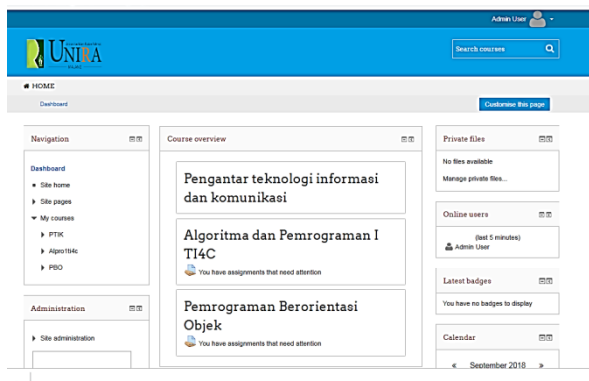 Admin User
UNIRA
Search courses
HOME
Dashboard
Customise this page
Navigation
Dashboard
Site home
Site pages
My courses
PTIK
Alpro1ti4c
PBO
Administration
Site administration
Course overview
Pengantar teknologi informasi
dan komunikasi
Algoritma dan Pemrograman I
TI4C
You have assignments that need attention
Pemrograman Berorientasi
Objek
You have assignments that need attention
Private files
No files available
Manage private files...
Online users
(last 5 minutes)
Admin User
Latest badges
You have no badges to display
Calendar
« September 2018 »